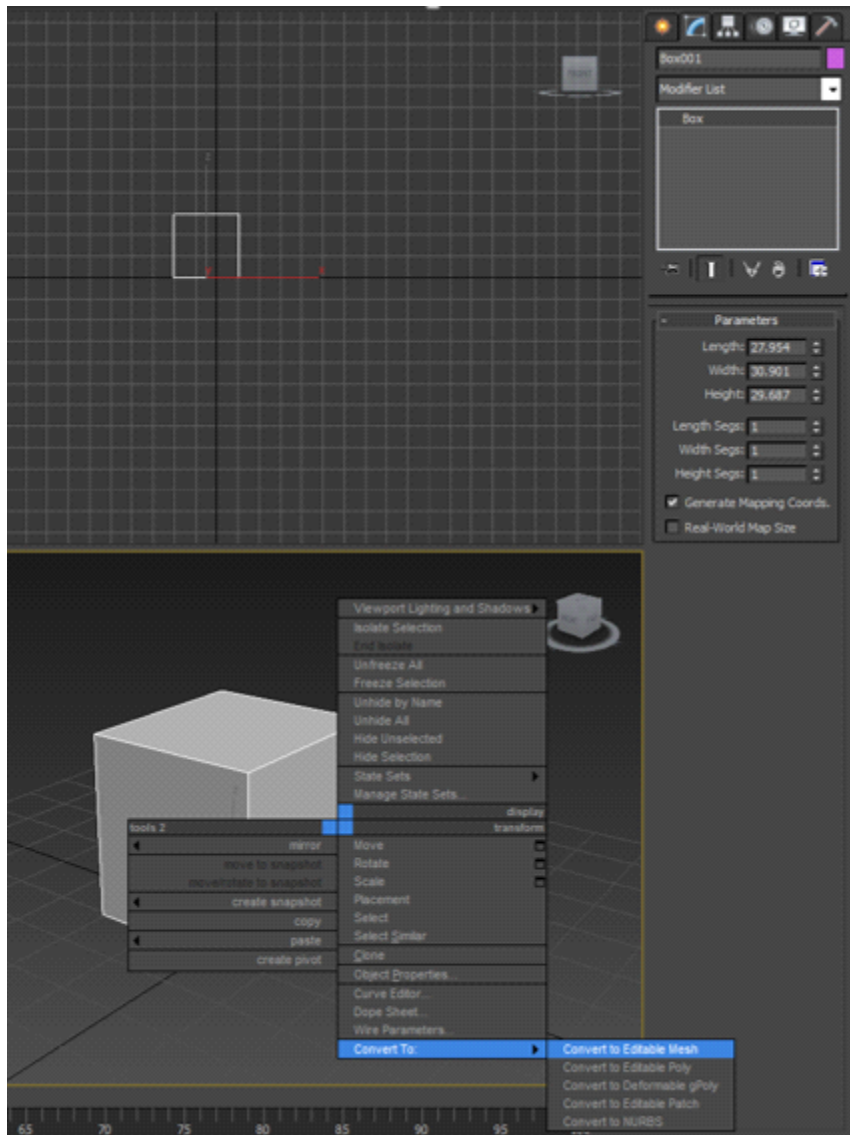 Box001
Modifier List
Box
Parameters
Length: 27.954
Width: 30.901
Height: 29.687
Length Segs: 1
Width Segs: 1
Height Segs: 1
Generate Mapping Coords.
Real-World Map Size
Viewport Lighting and Shadows
Isolate Selection
End Isolate
Unfreeze All
Freeze Selection
Unhide by Name
Unhide All
Hide Unselected
Hide Selection
State Sets
Manage State Sets...
display
tools 2
transform
mirror
move to snapshot
move/rotate to snapshot
create snapshot
copy
paste
create pivot
Move
Rotate
Scale
Placement
Select
Select Similar
Clone
Object Properties...
Curve Editor...
Dope Sheet...
Wire Parameters...
Convert To:
Convert to Editable Mesh
Convert to Editable Poly
Convert to Deformable gPoly
Convert to Editable Patch
Convert to NURBS
65 70 75 80 85 90 95